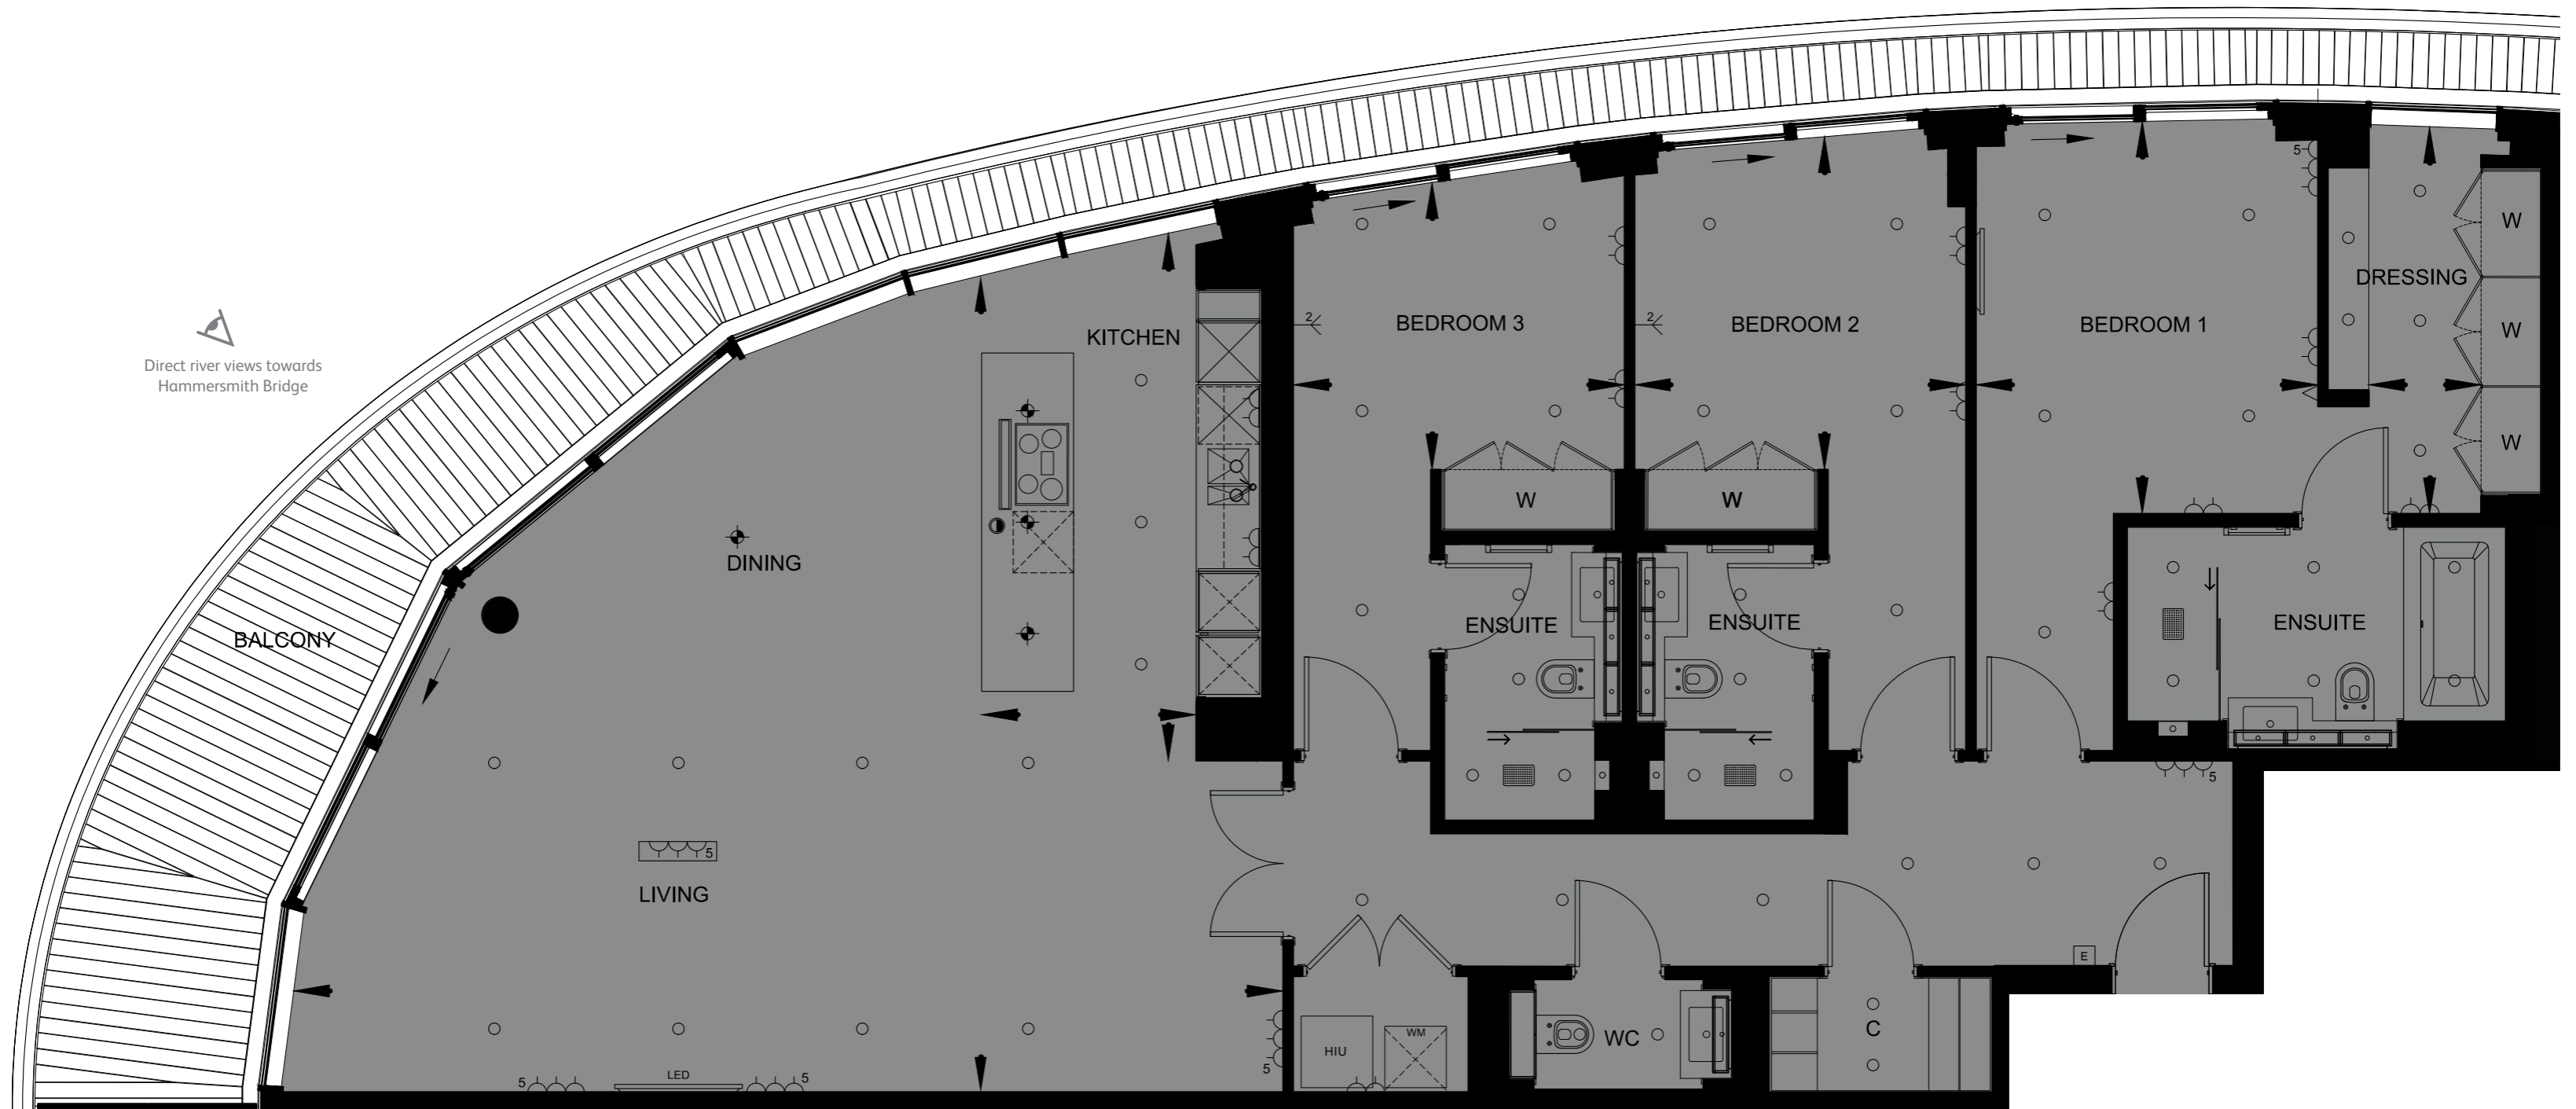 5
W
DRESSING
W
W
2
BEDROOM 3
2
BEDROOM 2
BEDROOM 1
KITCHEN
Direct river views towards
Hammersmith Bridge
W
W
DINING
ENSUITE
ENSUITE
ENSUITE
BALCONY
5
5
LIVING
E
HIU
WM
WC
C
5
LED
5
5